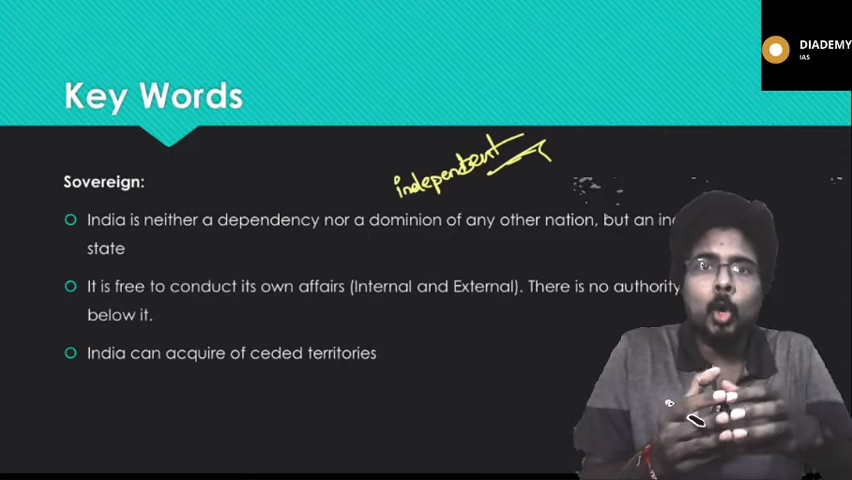 DIADEMY
IAS
Key Words
independent
Sovereign:
India is neither a dependency nor a dominion of any other nation, but an
state
It is free to conduct its own affairs (Internal and External). There is no authority
below it.
India can acquire of ceded territories